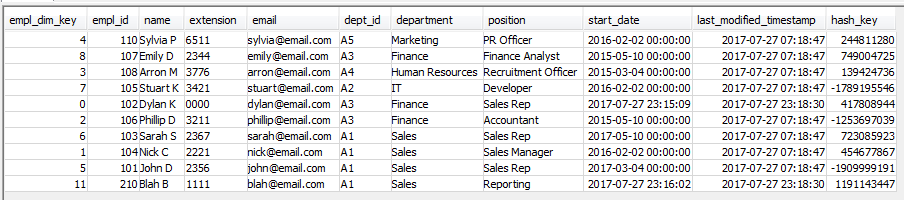 empl_dim_key empl_id name extension email dept_id department position start_date last_modified_timestamp hash_key
4 110 Sylvia P 6511 sylvia@email.com A5 Marketing PR Officer 2016-02-02 00:00:00 2017-07-27 07:18:47 244811280
8 107 Emily D 2344 emily@email.com A3 Finance Finance Analyst 2015-05-10 00:00:00 2017-07-27 07:18:47 749004725
3 108 Arron M 3776 arron@email.com A4 Human Resources Recruitment Officer 2015-03-04 00:00:00 2017-07-27 07:18:47 139424736
7 105 Stuart K 3421 stuart@email.com A2 IT Developer 2016-02-02 00:00:00 2017-07-27 07:18:47 -1789195546
0 102 Dylan K 0000 dylan@email.com A3 Finance Sales Rep 2017-07-27 23:15:09 2017-07-27 23:18:30 417808944
2 106 Phillip D 3211 phillip@email.com A3 Finance Accountant 2015-05-10 00:00:00 2017-07-27 07:18:47 -1253697039
6 103 Sarah S 2367 sarah@email.com A1 Sales Sales Rep 2017-05-10 00:00:00 2017-07-27 07:18:47 723085923
1 104 Nick C 2221 nick@email.com A1 Sales Sales Manager 2016-02-02 00:00:00 2017-07-27 07:18:47 454677867
5 101 John D 2356 john@email.com A1 Sales Sales Rep 2017-03-04 00:00:00 2017-07-27 07:18:47 -1909999191
11 210 Blah B 1111 blah@email.com A1 Sales Reporting 2017-07-27 23:16:02 2017-07-27 23:18:30 1191143447